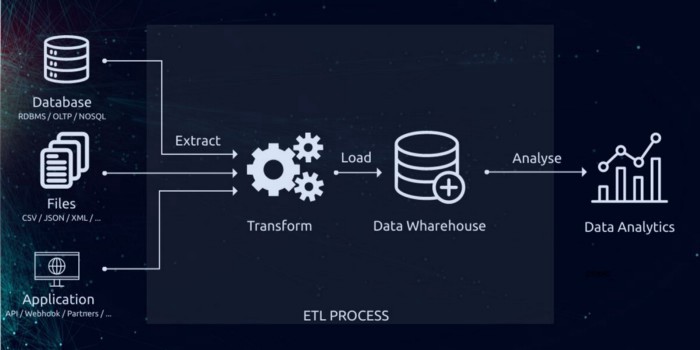 Database
RDBMS / OLTP / NOSQL
Files
CSV / JSON / XML / ...
Application
API / Webhook / Partners / ...
Extract
Transform
Load
Data Wharehouse
Analyse
Data Analytics
ETL PROCESS